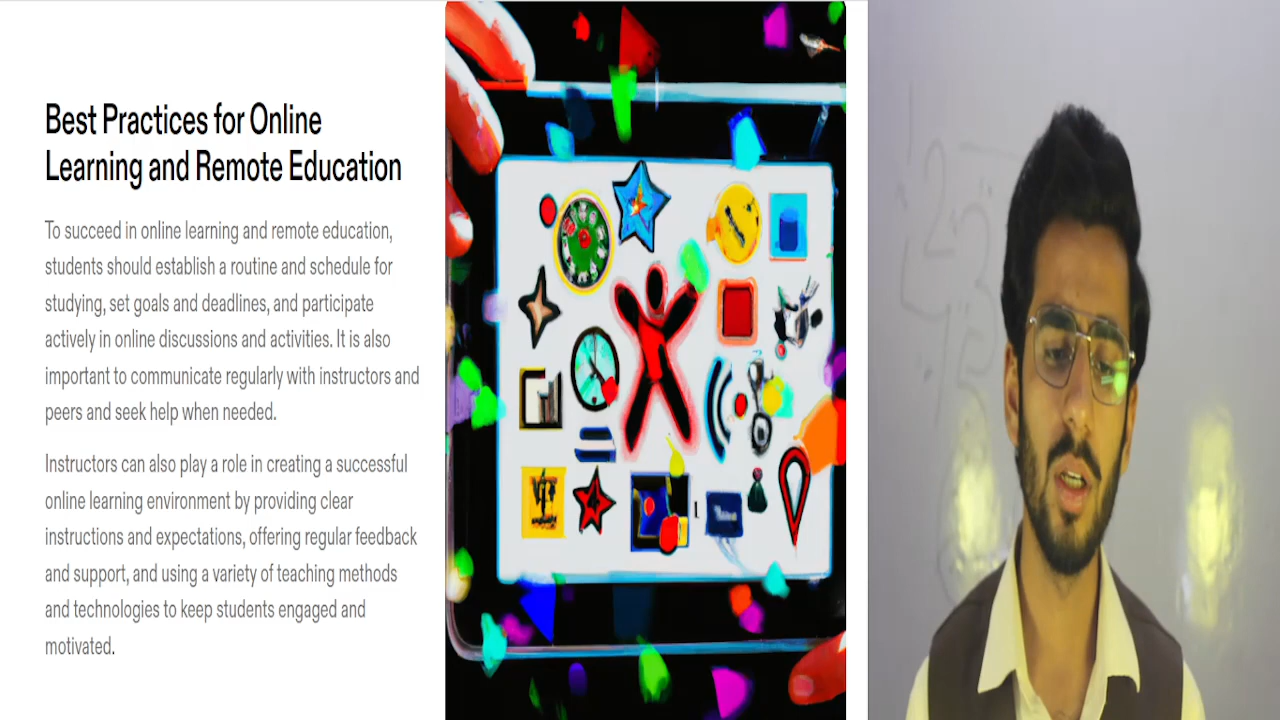 Best Practices for Online
Learning and Remote Education
To succeed in online learning and remote education,
students should establish a routine and schedule for
studying, set goals and deadlines, and participate
actively in online discussions and activities. It is also
important to communicate regularly with instructors and
peers and seek help when needed.
Instructors can also play a role in creating a successful
online learning environment by providing clear
instructions and expectations, offering regular feedback
and support, and using a variety of teaching methods
and technologies to keep students engaged and
motivated.